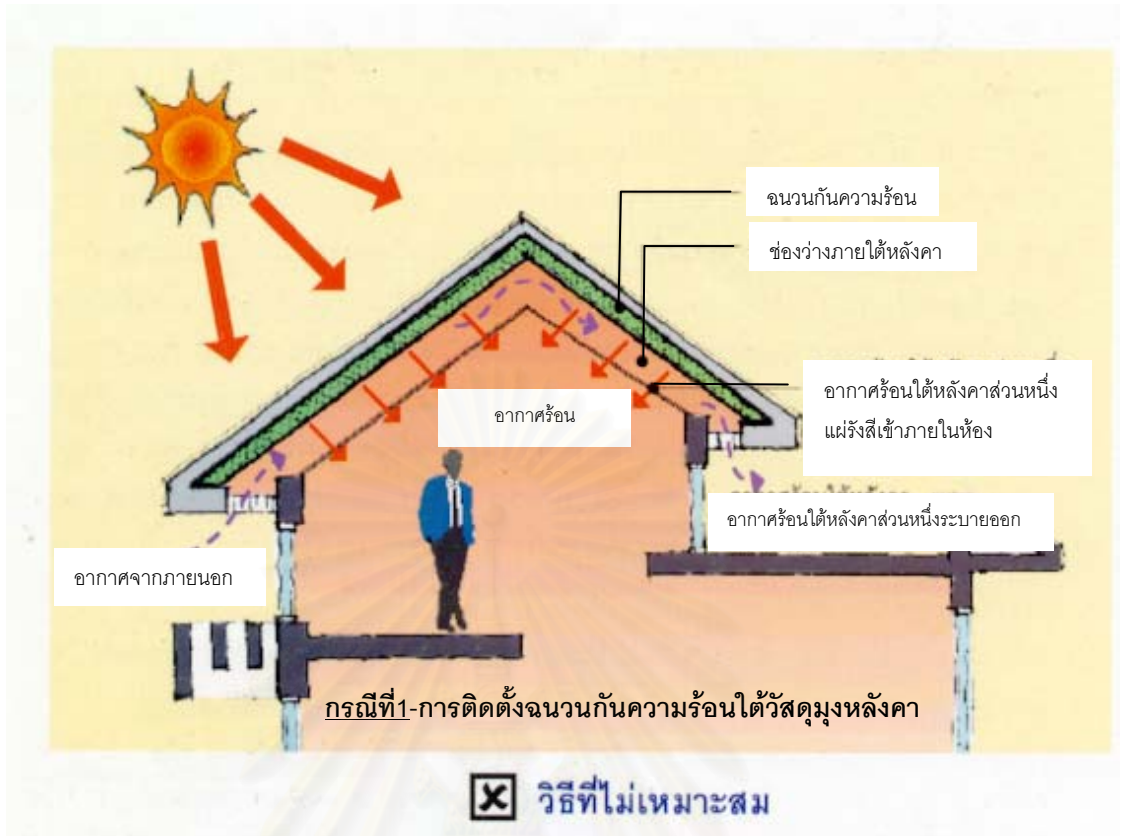 ฉนวนกันความร้อน
ช่องว่างภายใต้หลังคา
อากาศร้อนใต้หลังคาส่วนหนึ่ง
แผ่รังสีเข้าภายในห้อง
อากาศร้อน
อากาศร้อนใต้หลังคาส่วนหนึ่งระบายออก
อากาศจากภายนอก
กรณีที่1-การติดตั้งฉนวนกันความร้อนใต้วัสดุมุงหลังคา
วิธีที่ไม่เหมาะสม